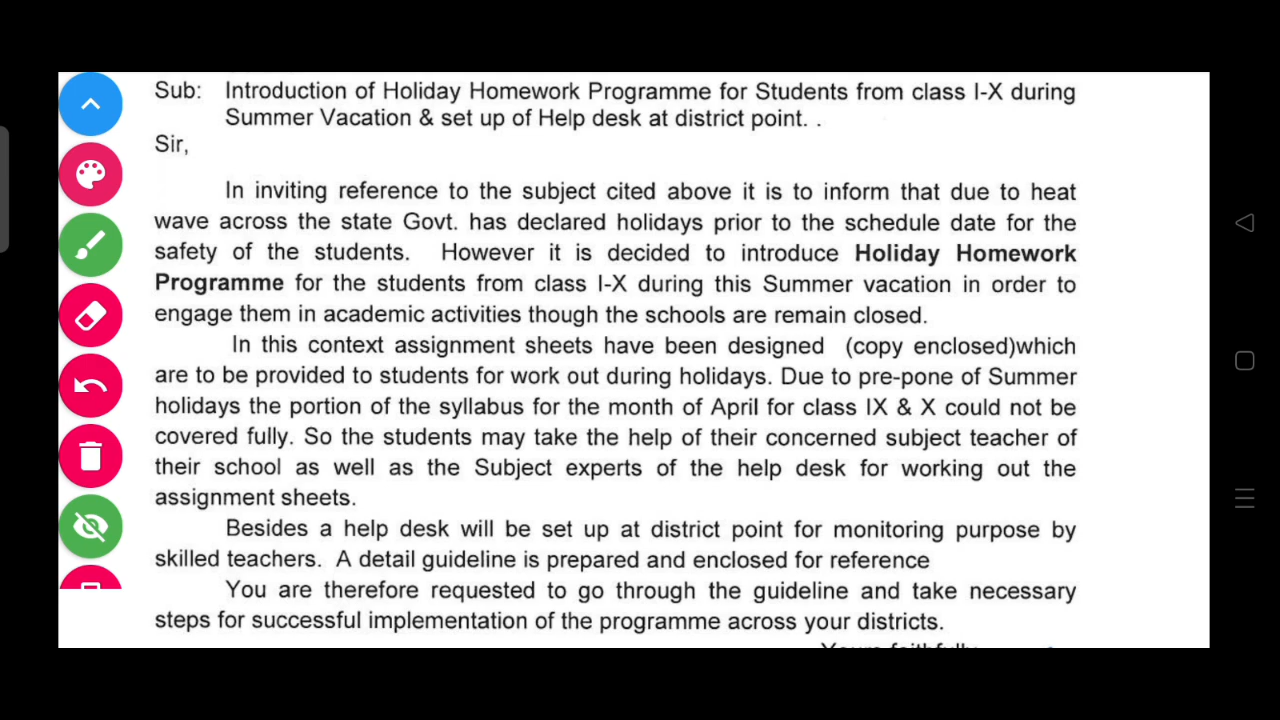 Sub: Introduction of Holiday Homework Programme for Students from class I-X during
Summer Vacation & set up of Help desk at district point. .
Sir,
In inviting reference to the subject cited above it is to inform that due to heat
wave across the state Govt. has declared holidays prior to the schedule date for the
safety of the students. However it is decided to introduce Holiday Homework
Programme for the students from class I-X during this Summer vacation in order to
engage them in academic activities though the schools are remain closed.
In this context assignment sheets have been designed (copy enclosed)which
are to be provided to students for work out during holidays. Due to pre-pone of Summer
holidays the portion of the syllabus for the month of April for class IX & X could not be
covered fully. So the students may take the help of their concerned subject teacher of
their school as well as the Subject experts of the help desk for working out the
assignment sheets.
Besides a help desk will be set up at district point for monitoring purpose by
skilled teachers. A detail guideline is prepared and enclosed for reference
You are therefore requested to go through the guideline and take necessary
steps for successful implementation of the programme across your districts.